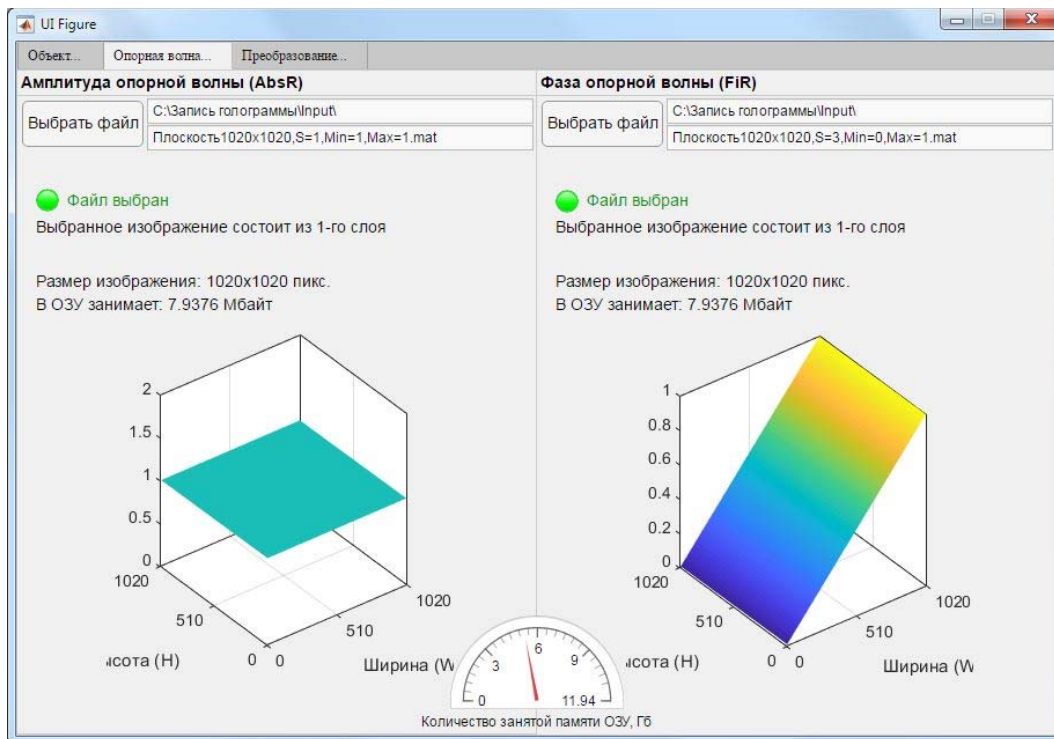 UI Figure
Объект... Опорная волна... Преобразование...
Амплитуда опорной волны (AbsR)
Выбрать файл
C:\Запись голограммы\Input\
Плоскость1020x1020,S=1,Min=1,Max=1.mat
Файл выбран
Выбранное изображение состоит из 1-го слоя
Размер изображения: 1020x1020 пикс.
В ОЗУ занимает: 7.9376 Мбайт
2
1.5
1
0.5
0
1020
510
0
0
510
1020
ысота (H)
Ширина (W
Фаза опорной волны (FiR)
Выбрать файл
C:\Запись голограммы\Input\
Плоскость1020x1020,S=3,Min=0,Max=1.mat
Файл выбран
Выбранное изображение состоит из 1-го слоя
Размер изображения: 1020x1020 пикс.
В ОЗУ занимает: 7.9376 Мбайт
1
0.8
0.6
0.4
0.2
0
1020
510
0
0
510
1020
ысота (H)
Ширина (W
0
3
6
9
11.94
Количество занятой памяти ОЗУ, Гб